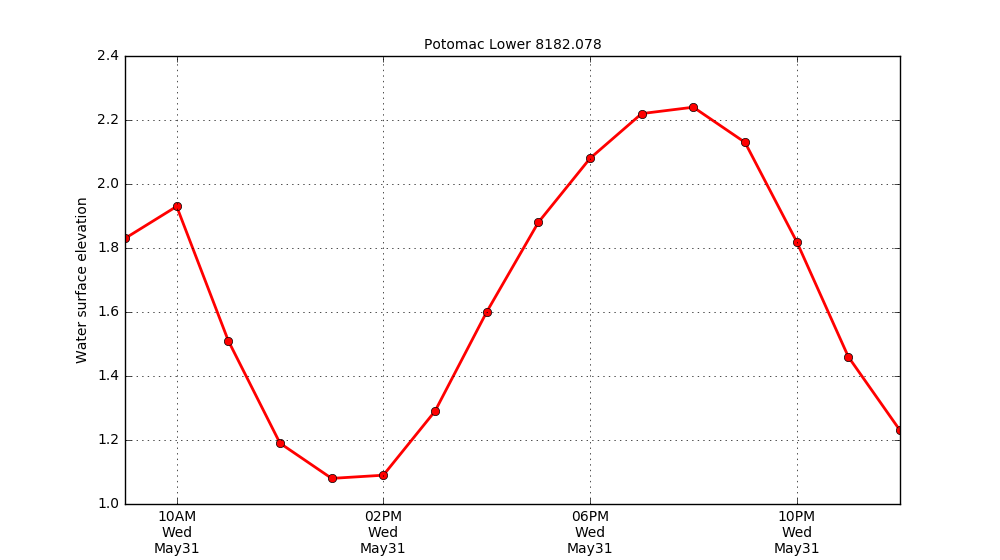 Potomac Lower 8182.078
2.4
2.2
2.0
1.8
1.6
1.4
1.2
1.0
Water surface elevation
10AM 02PM 06PM 10PM
Wed Wed Wed Wed
May31 May31 May31 May31